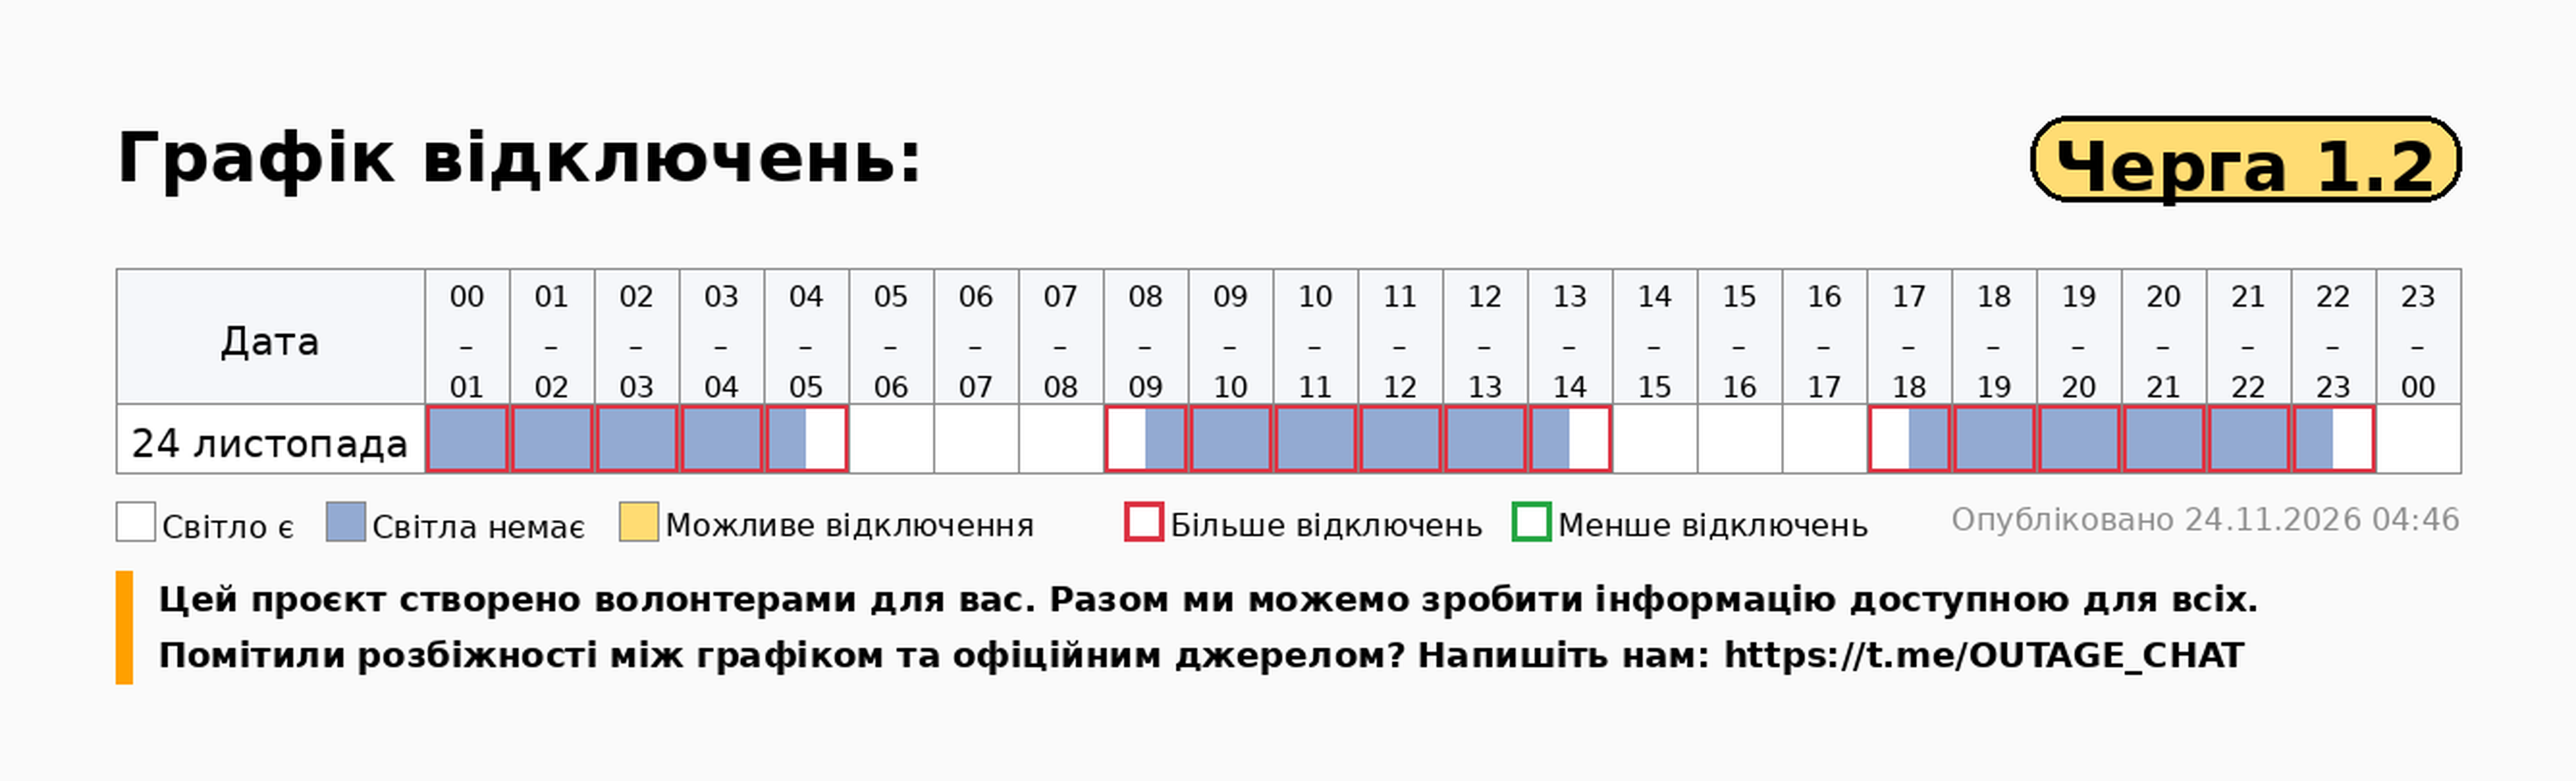 Графік відключень:
Черга 1.2
Дата 00 – 01 01 – 02 02 – 03 03 – 04 04 – 05 05 – 06 06 – 07 07 – 08 08 – 09 09 – 10 10 – 11 11 – 12 12 – 13 13 – 14 14 – 15 15 – 16 16 – 17 17 – 18 18 – 19 19 – 20 20 – 21 21 – 22 22 – 23 23 – 00
24 листопада
Світло є Світла немає Можливе відключення Більше відключень Менше відключень Опубліковано 24.11.2026 04:46
Цей проєкт створено волонтерами для вас. Разом ми можемо зробити інформацію доступною для всіх.
Помітили розбіжності між графіком та офіційним джерелом? Напишіть нам: https://t.me/OUTAGE_CHAT